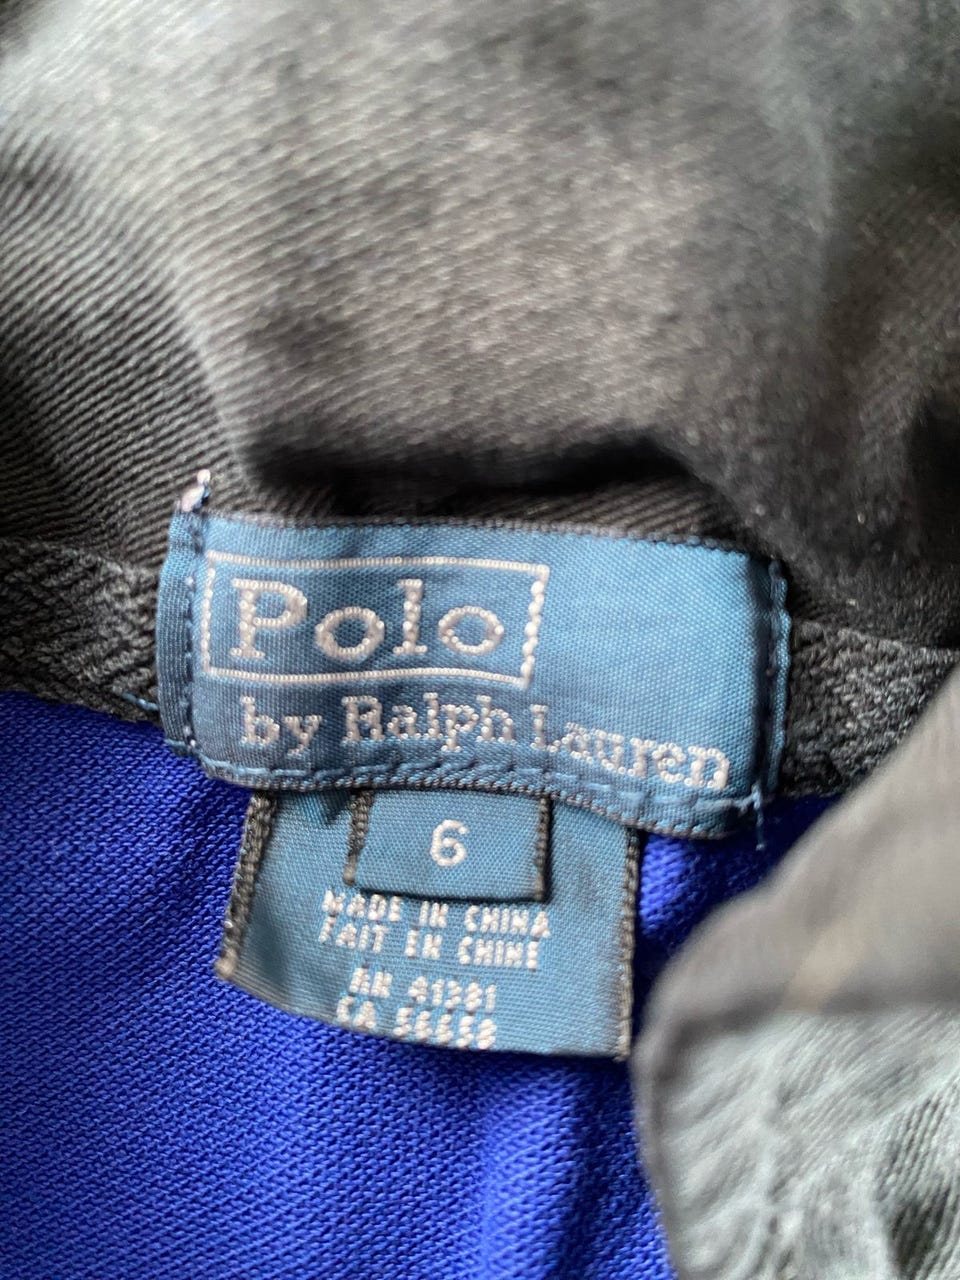 Polo
by Ralph Lauren
6
MADE IN CHINA
FAIT EN CHINE
RN 41381
CA 56658